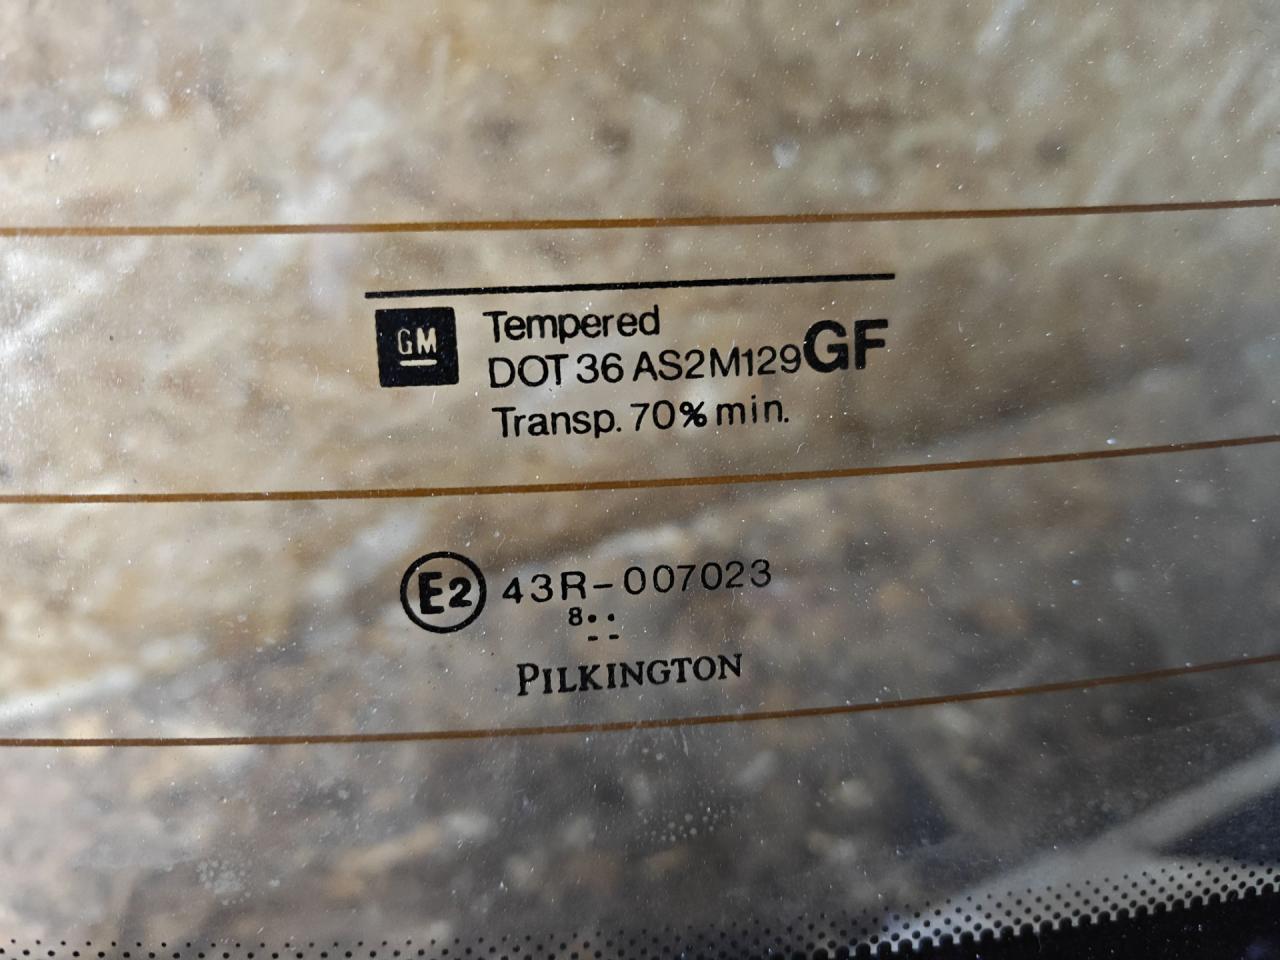 GM
Tempered
DOT 36 AS2 M129 GF
Transp. 70% min.
E2 43R-007023
8..
--
PILKINGTON